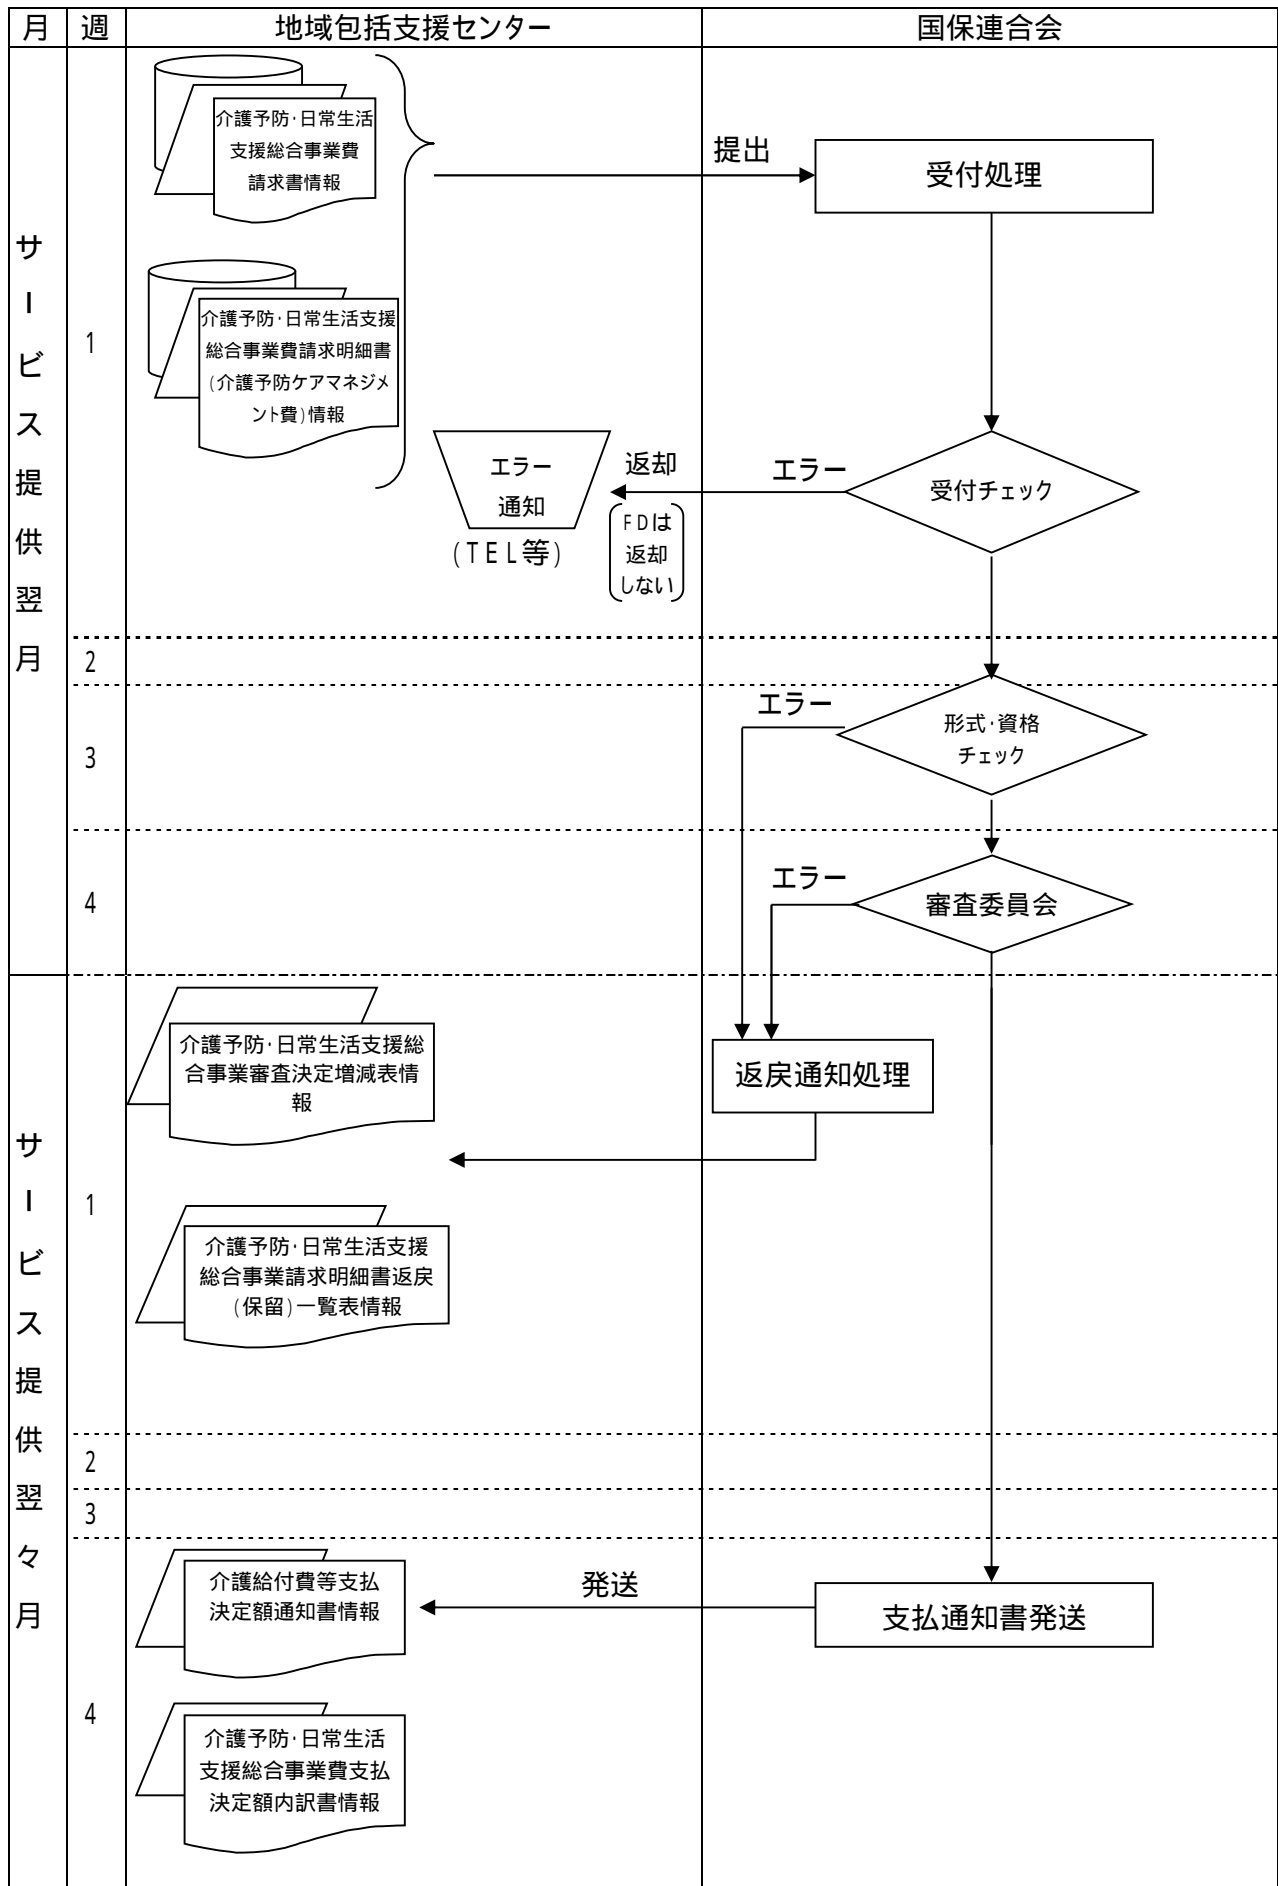 月 週 地域包括支援センター 国保連合会
サービス提供翌月
1
介護予防・日常生活
支援総合事業費
請求書情報
提出
受付処理
介護予防・日常生活支援
総合事業費請求明細書
(介護予防ケアマネジメ
ント費)情報
エラー
通知
(TEL等)
返却
FDは
返却
しない
エラー
受付チェック
2
3
エラー
形式・資格
チェック
4
エラー
審査委員会
サービス提供翌々月
1
介護予防・日常生活支援総
合事業審査決定増減表情
報
返戻通知処理
介護予防・日常生活支援
総合事業請求明細書返戻
(保留)一覧表情報
2
3
4
介護給付費等支払
決定額通知書情報
発送
支払通知書発送
介護予防・日常生活
支援総合事業費支払
決定額内訳書情報